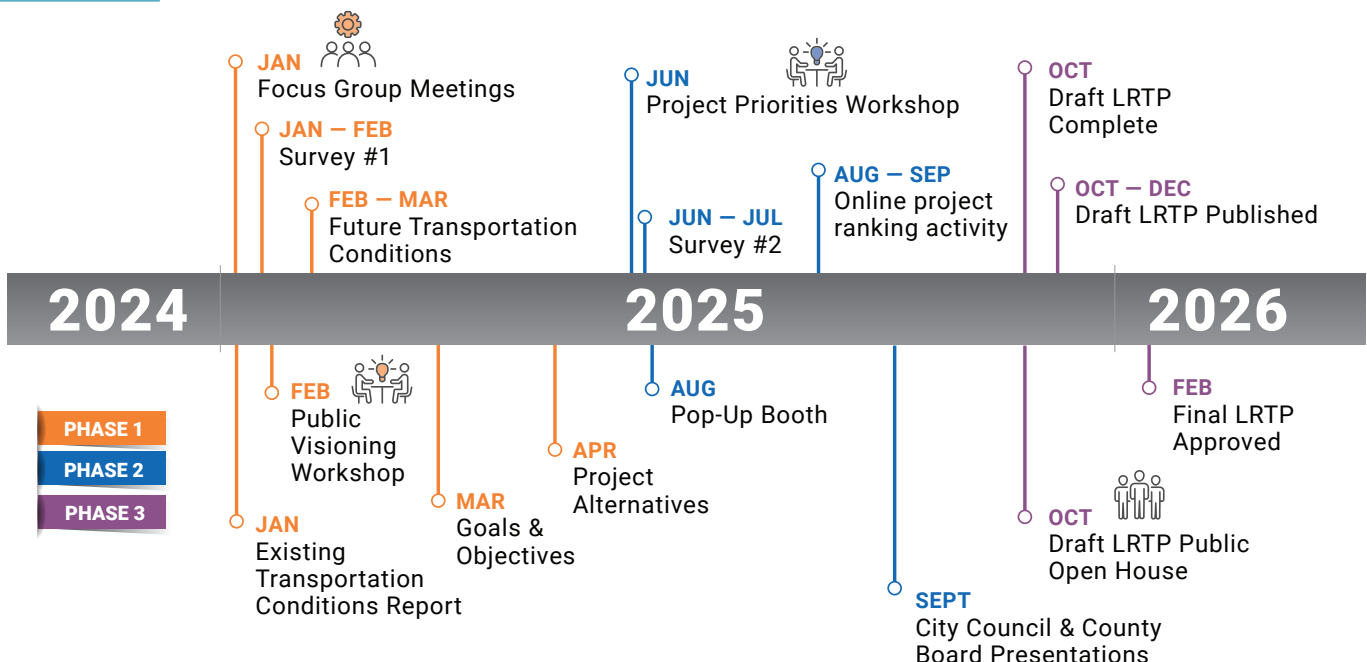 JAN
Focus Group Meetings
JAN — FEB
Survey #1
FEB — MAR
Future Transportation
Conditions
JUN
Project Priorities Workshop
JUN — JUL
Survey #2
AUG — SEP
Online project
ranking activity
OCT
Draft LRTP
Complete
OCT — DEC
Draft LRTP Published
2024
2025
2026
PHASE 1
PHASE 2
PHASE 3
JAN
Existing
Transportation
Conditions Report
FEB
Public
Visioning
Workshop
MAR
Goals &
Objectives
APR
Project
Alternatives
AUG
Pop-Up Booth
SEPT
City Council & County
Board Presentations
OCT
Draft LRTP Public
Open House
FEB
Final LRTP
Approved